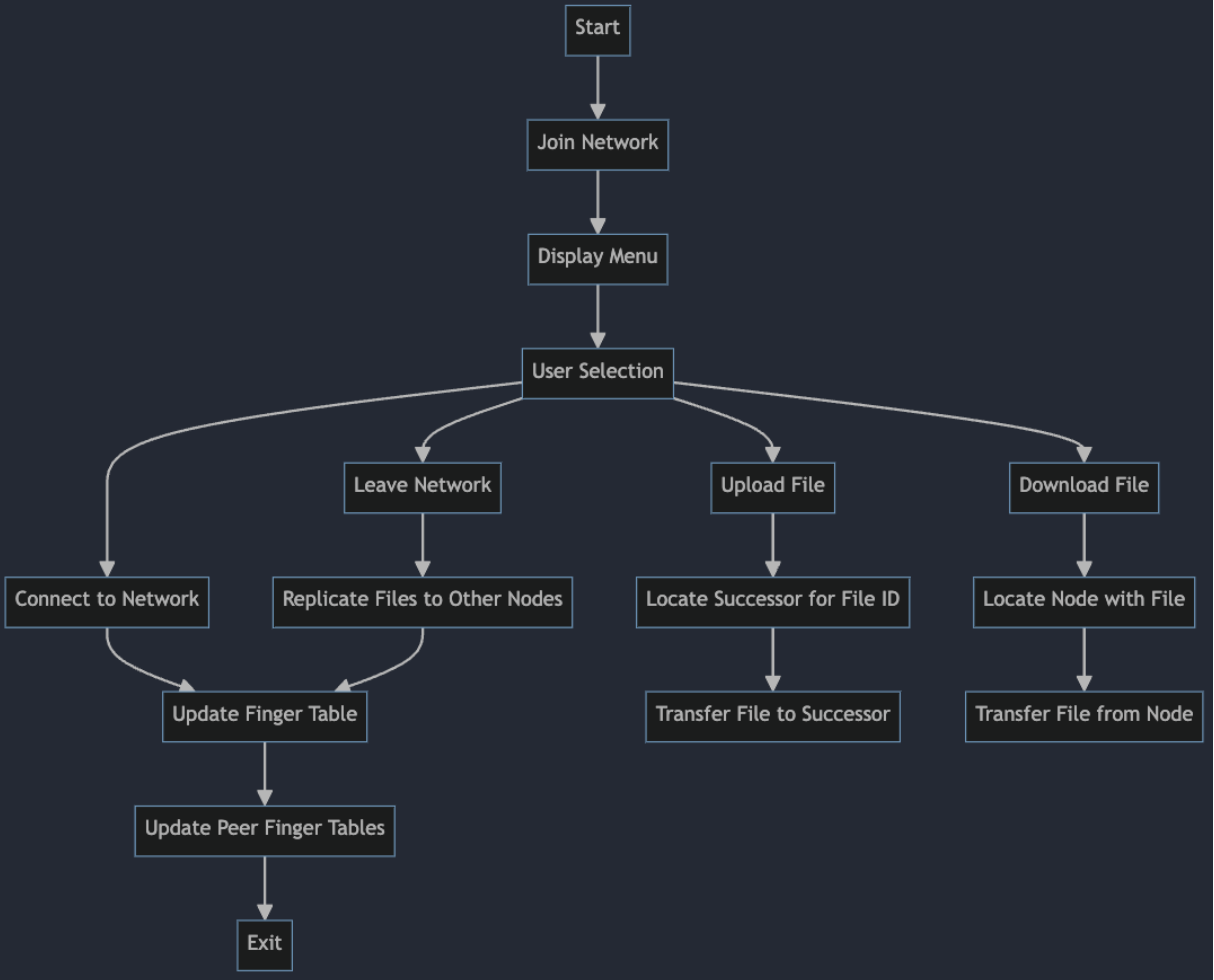 Start
Join Network
Display Menu
User Selection
Leave Network
Upload File
Download File
Connect to Network
Replicate Files to Other Nodes
Locate Successor for File ID
Locate Node with File
Update Finger Table
Transfer File to Successor
Transfer File from Node
Update Peer Finger Tables
Exit